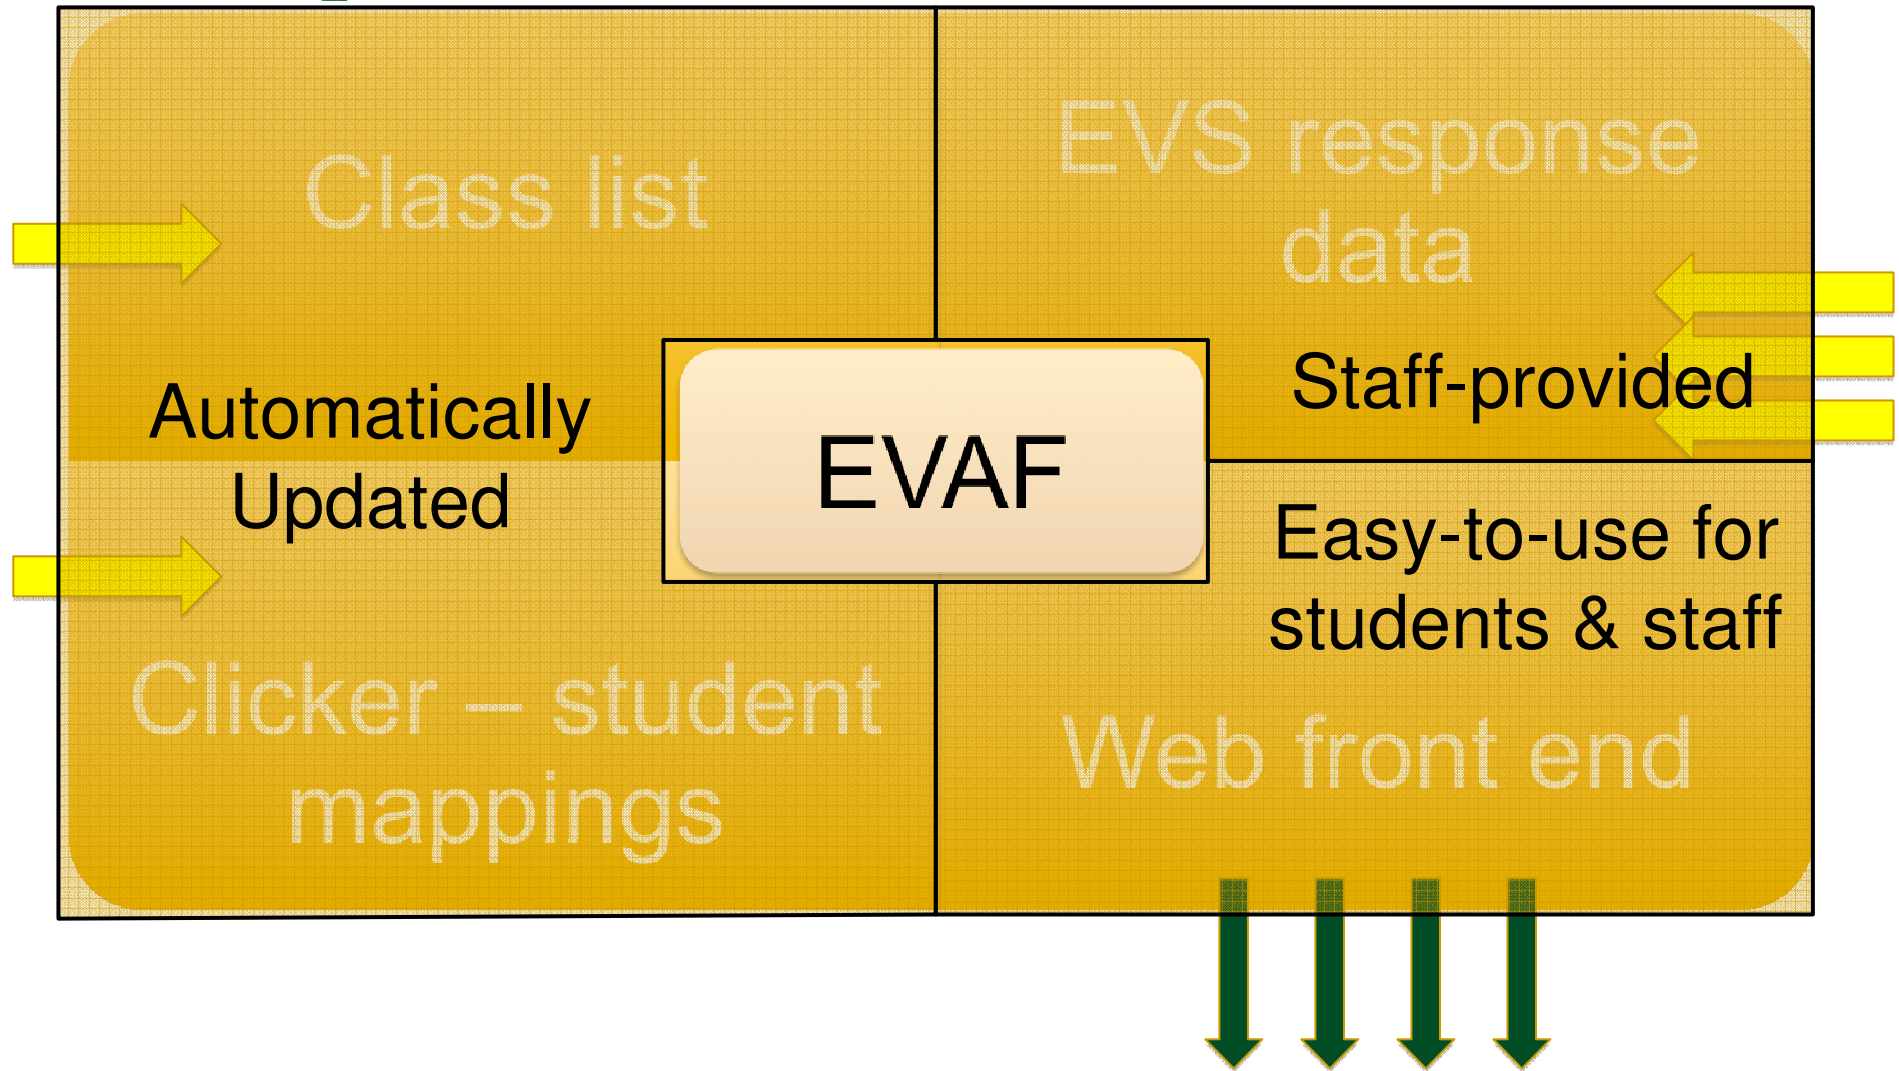 Class list
EVS response
data
Automatically
Updated
EVAF
Staff-provided
Easy-to-use for
students & staff
Clicker – student
mappings
Web front end